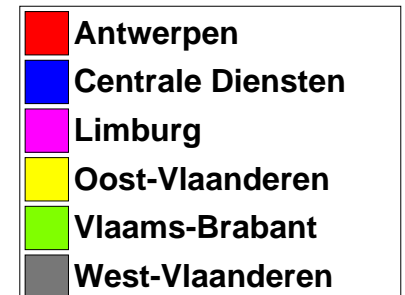 Antwerpen
Centrale Diensten
Limburg
Oost-Vlaanderen
Vlaams-Brabant
West-Vlaanderen